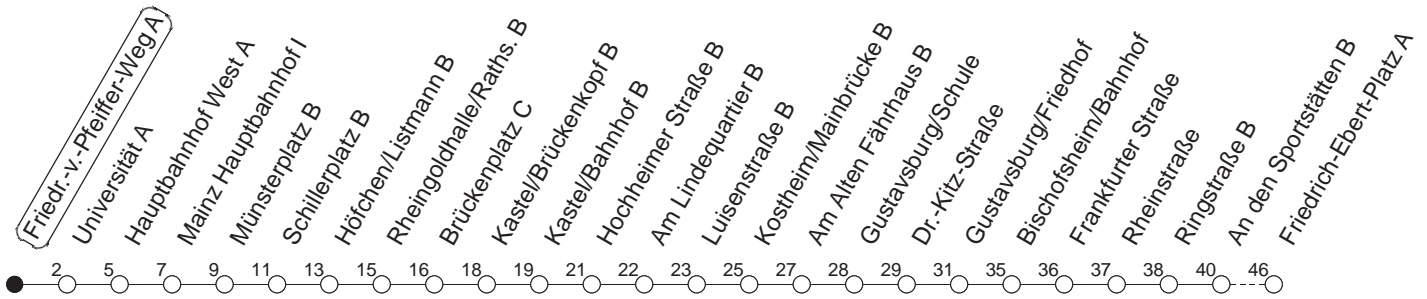 Friedr.-v.-Pfeiffer-Weg A
Universität A
Hauptbahnhof West A
Mainz Hauptbahnhof I
Münsterplatz B
Schillerplatz B
Höfchen/Listmann B
Rheingoldhalle/Raths. B
Brückenplatz C
Kastel/Brückenkopf B
Kastel/Bahnhof B
Hochheimer Straße B
Am Lindequartier B
Luisenstraße B
Kostheim/Mainbrücke B
Am Alten Fährhaus B
Gustavsburg/Schule
Dr.-Kitz-Straße
Gustavsburg/Friedhof
Bischofsheim/Bahnhof
Frankfurter Straße
Rheinstraße
Ringstraße B
An den Sportstätten B
Friedrich-Ebert-Platz A
2 5 7 9 11 13 15 16 18 19 21 22 23 25 27 28 29 31 35 36 37 38 40 46